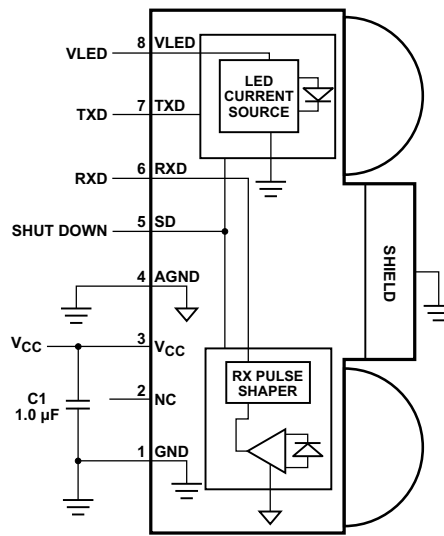 VLED 8 VLED
LED
CURRENT
SOURCE
TXD 7 TXD
RXD 6 RXD
SHUT DOWN 5 SD
SHIELD
4 AGND
VCC 3 VCC
RX PULSE
SHAPER
C1
1.0 µF
2 NC
1 GND